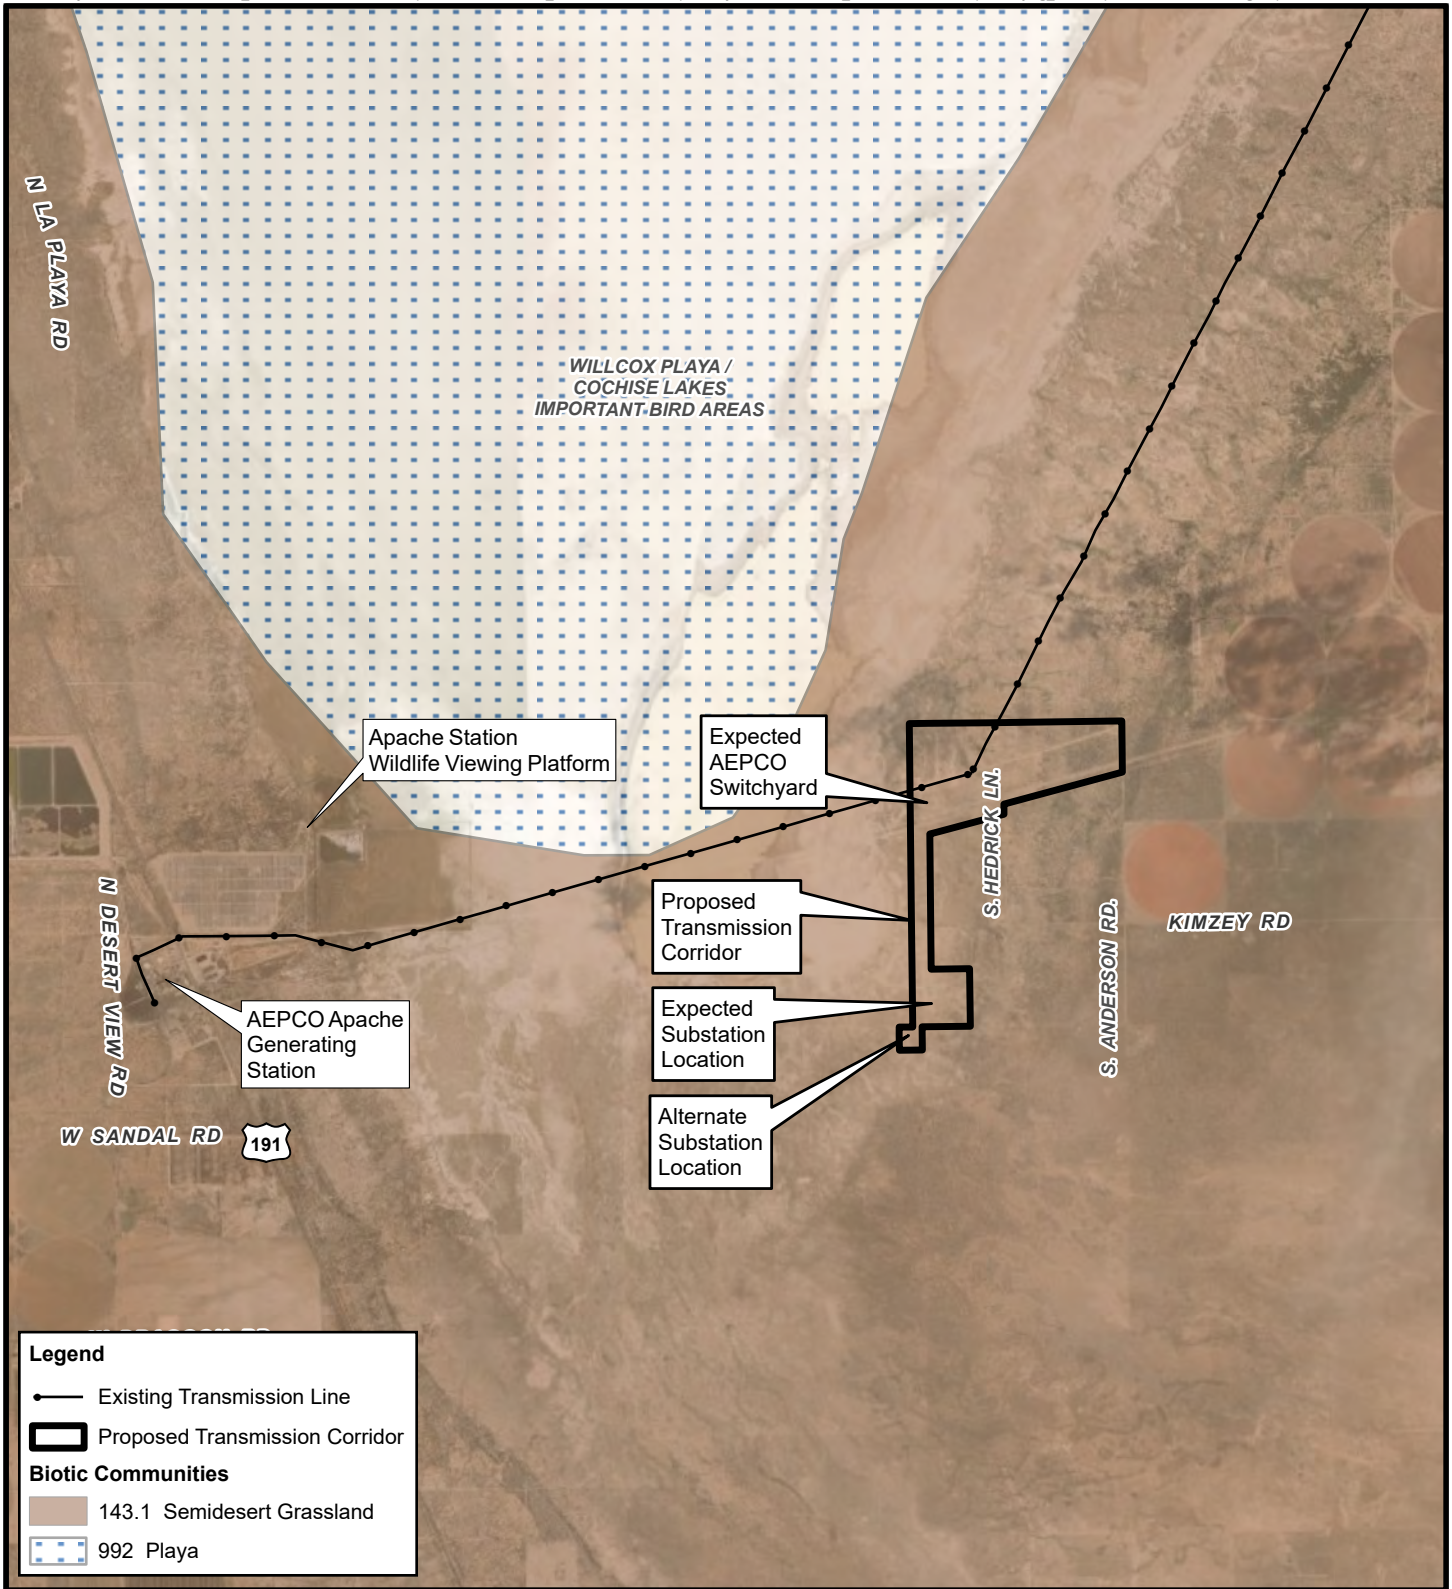 N LA PLAYA RD
WILLCOX PLAYA /
COCHISE LAKES
IMPORTANT BIRD AREAS
Apache Station
Wildlife Viewing Platform
Expected
AEPCO
Switchyard
S. HEDRICK LN.
Proposed
Transmission
Corridor
S. ANDERSON RD.
KIMZEY RD
N DESERT VIEW RD
AEPCO Apache
Generating
Station
Expected
Substation
Location
Alternate
Substation
Location
W SANDAL RD
191
Legend
Existing Transmission Line
Proposed Transmission Corridor
Biotic Communities
143.1 Semidesert Grassland
992 Playa